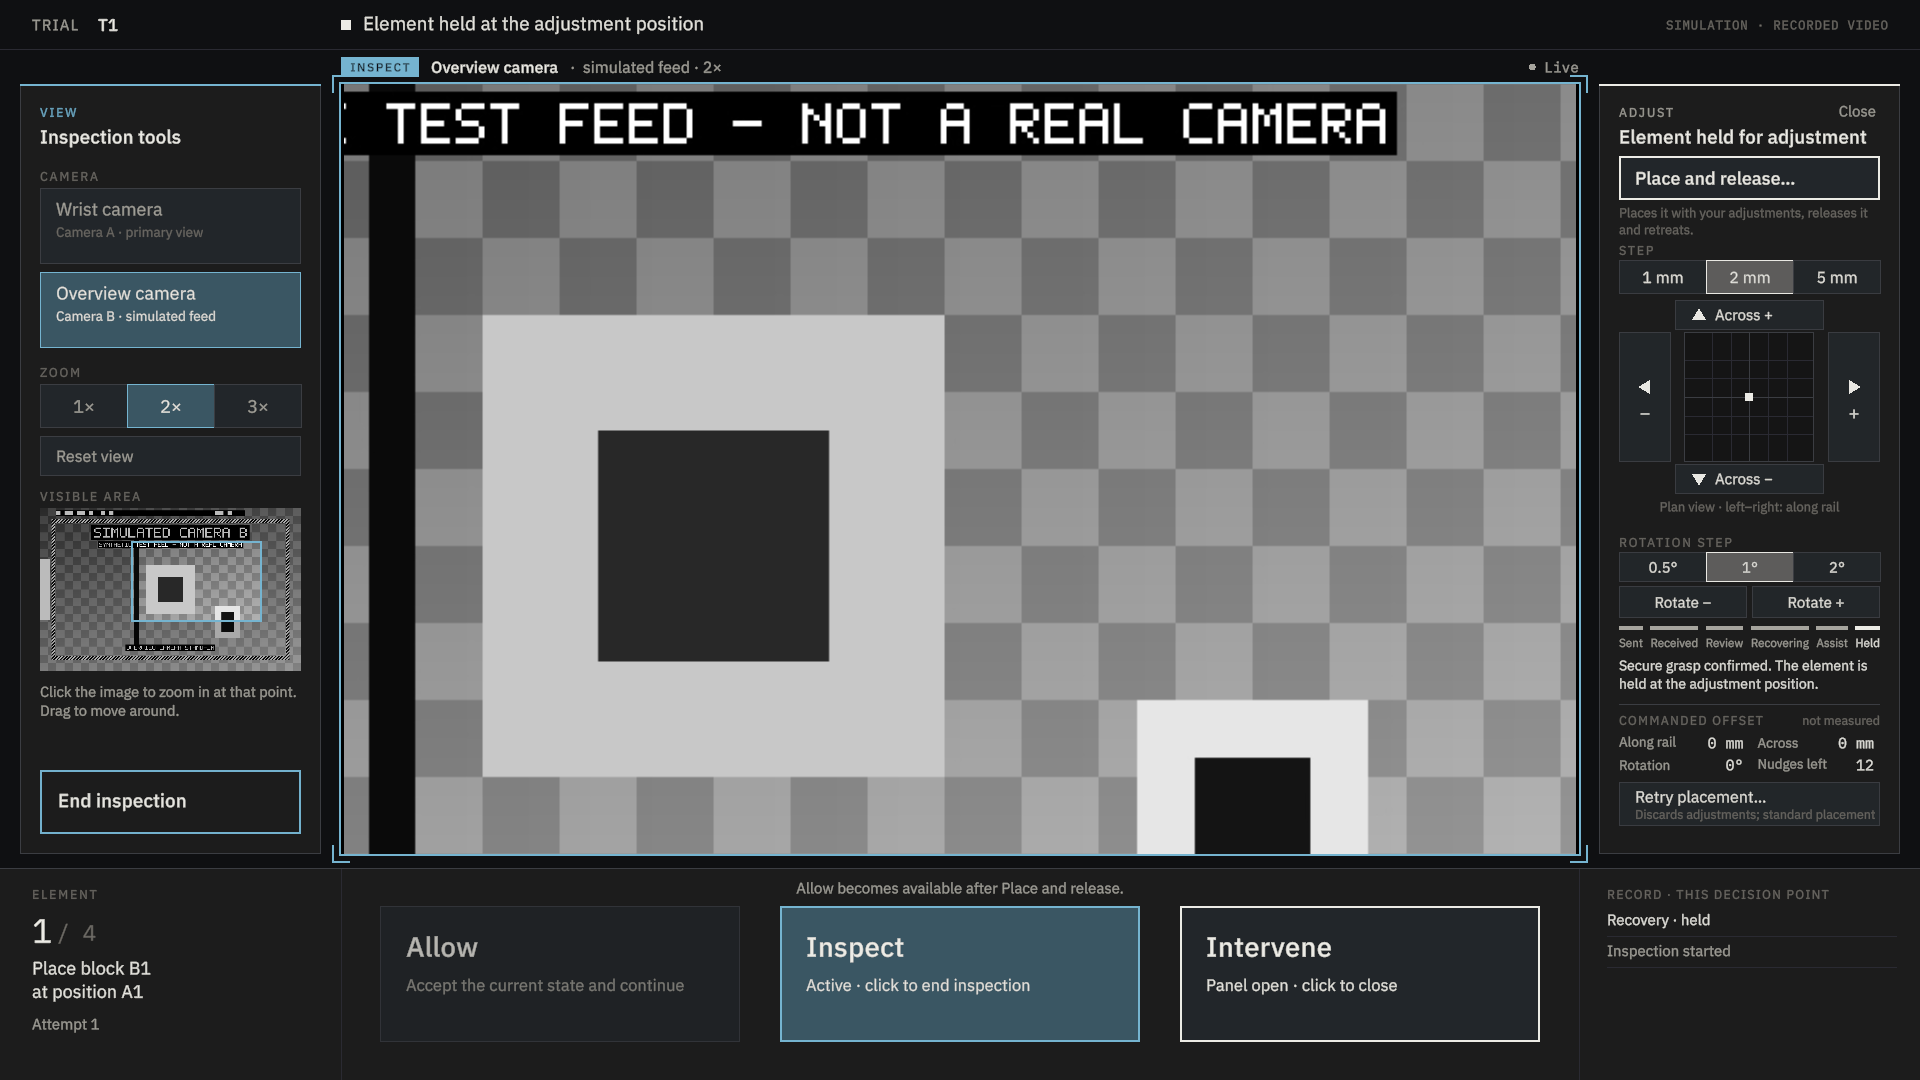 TRIAL T1
Element held at the adjustment position
SIMULATION · RECORDED VIDEO
INSPECT Overview camera · simulated feed · 2×
Live
VIEW
Inspection tools
CAMERA
Wrist camera
Camera A · primary view
Overview camera
Camera B · simulated feed
ZOOM
1× 2× 3×
Reset view
VISIBLE AREA
SIMULATED CAMERA B
TEST FEED — NOT A REAL CAMERA
Click the image to zoom in at that point.
Drag to move around.
End inspection
TEST FEED — NOT A REAL CAMERA
ADJUST Close
Element held for adjustment
Place and release...
Places it with your adjustments, releases it
and retreats.
STEP
1 mm 2 mm 5 mm
Across +
− +
Across −
Plan view · left–right: along rail
ROTATION STEP
0.5° 1° 2°
Rotate − Rotate +
Sent Received Review Recovering Assist Held
Secure grasp confirmed. The element is
held at the adjustment position.
COMMANDED OFFSET not measured
Along rail 0 mm Across 0 mm
Rotation 0° Nudges left 12
Retry placement...
Discards adjustments; standard placement
ELEMENT
1 / 4
Place block B1
at position A1
Attempt 1
Allow becomes available after Place and release.
Allow
Accept the current state and continue
Inspect
Active · click to end inspection
Intervene
Panel open · click to close
RECORD · THIS DECISION POINT
Recovery · held
Inspection started